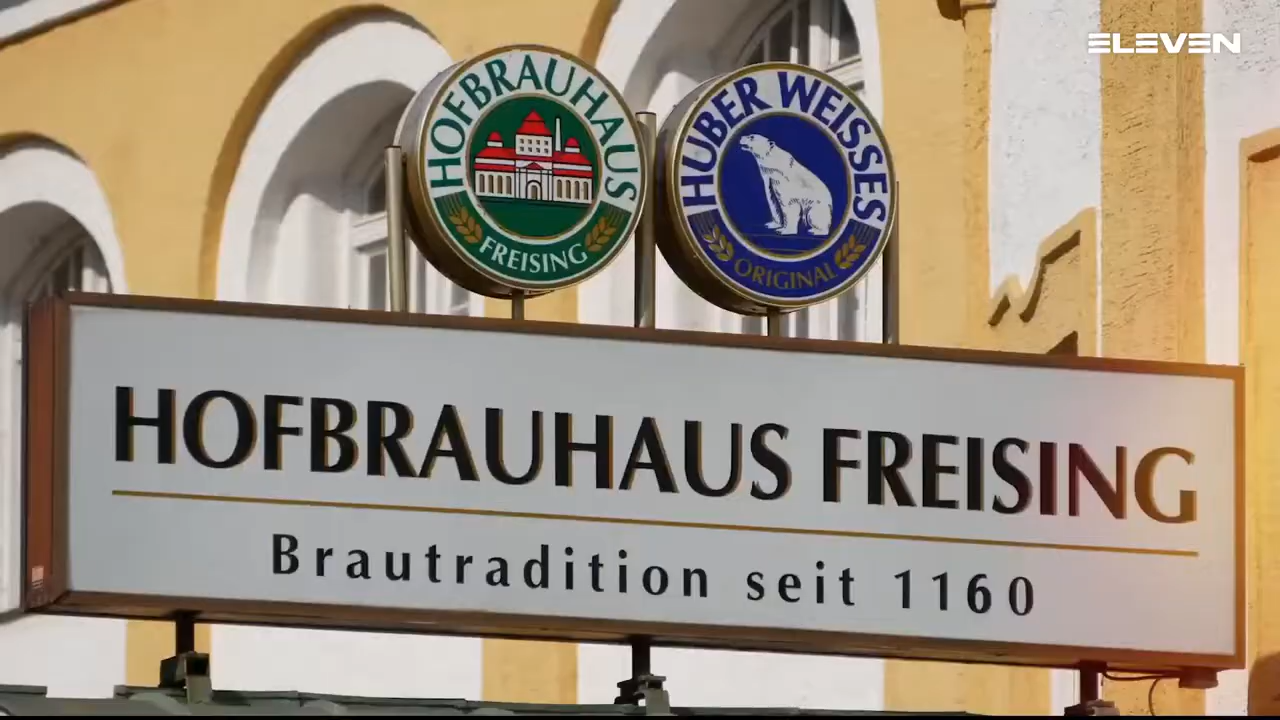 ELEVEN
HOFBRAUHAUS
FREISING
HUBER WEISSES
ORIGINAL
HOFBRAUHAUS FREISING
Brautradition seit 1160